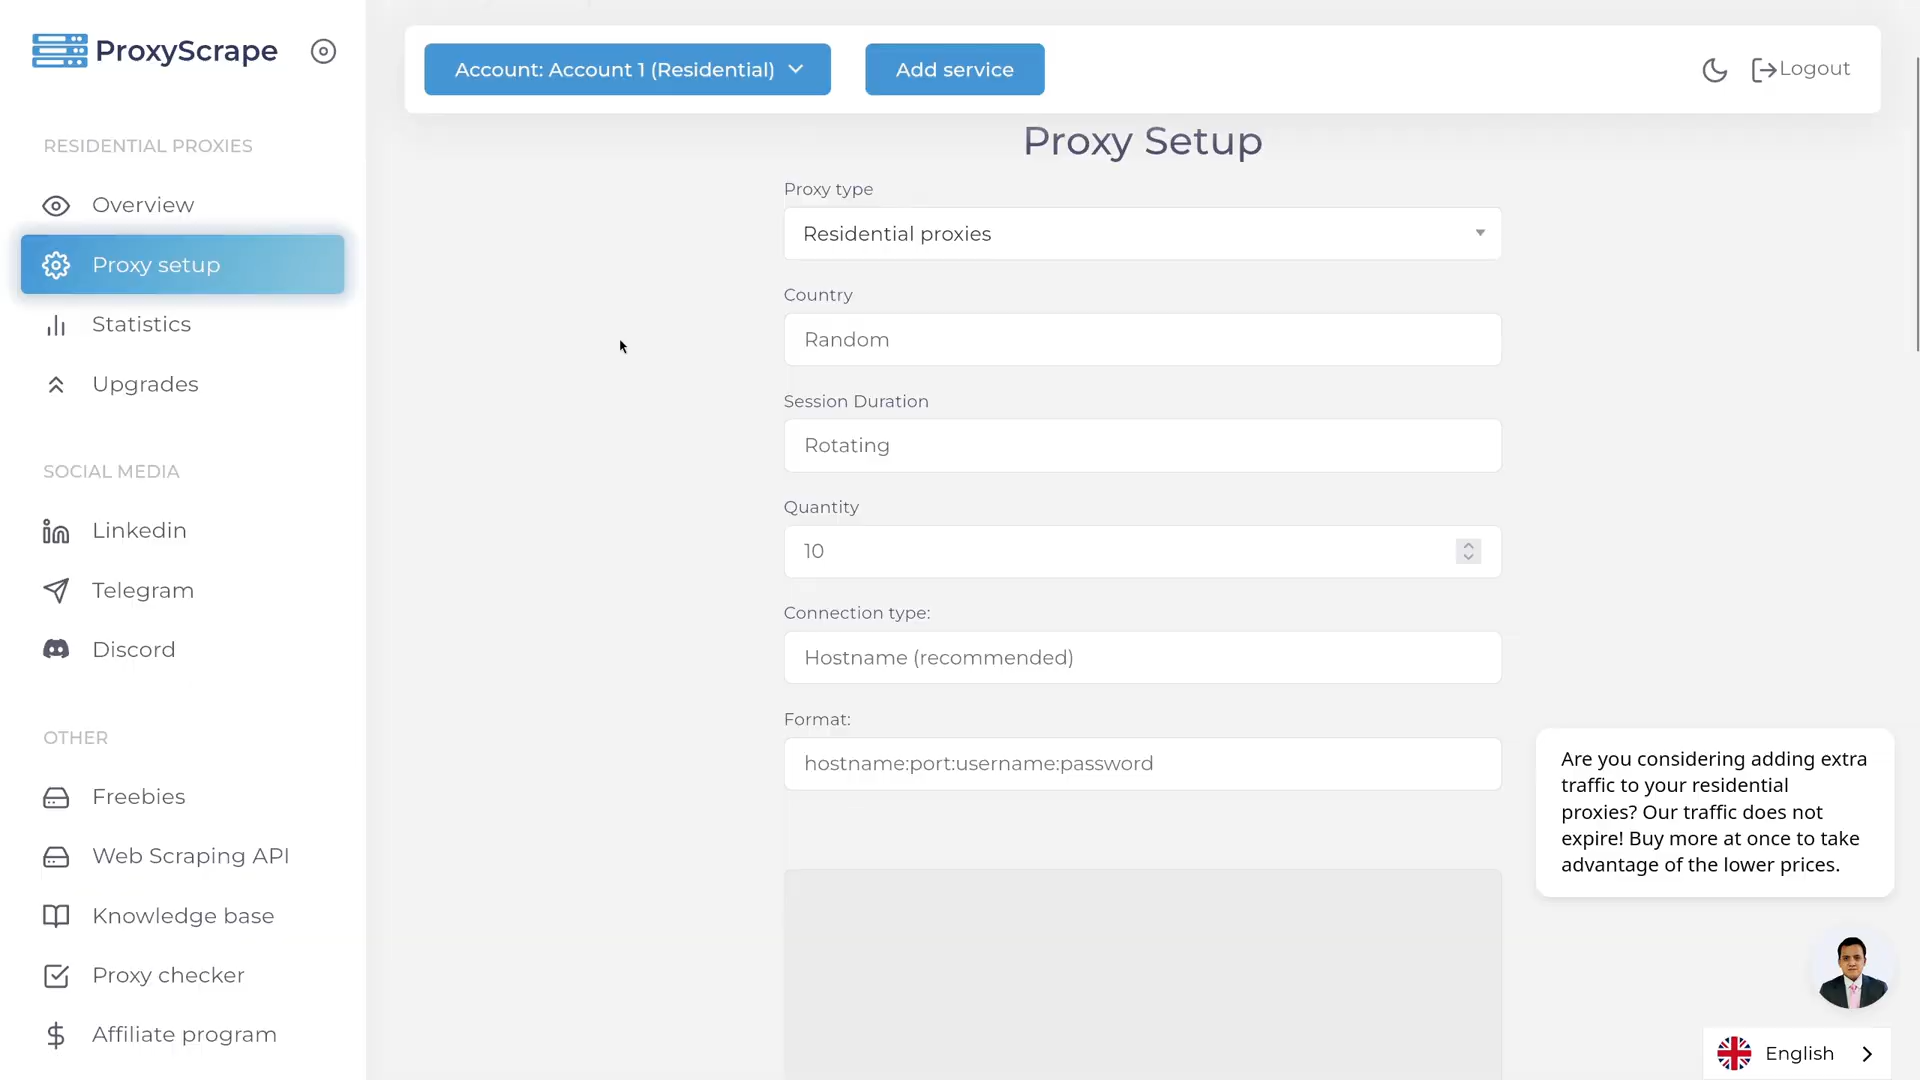 ProxyScrape
Account: Account 1 (Residential)
Add service
Logout
RESIDENTIAL PROXIES
Overview
Proxy setup
Statistics
Upgrades
SOCIAL MEDIA
Linkedin
Telegram
Discord
OTHER
Freebies
Web Scraping API
Knowledge base
Proxy checker
Affiliate program
Proxy Setup
Proxy type
Residential proxies
Country
Random
Session Duration
Rotating
Quantity
10
Connection type:
Hostname (recommended)
Format:
hostname:port:username:password
Are you considering adding extra
traffic to your residential
proxies? Our traffic does not
expire! Buy more at once to take
advantage of the lower prices.
English